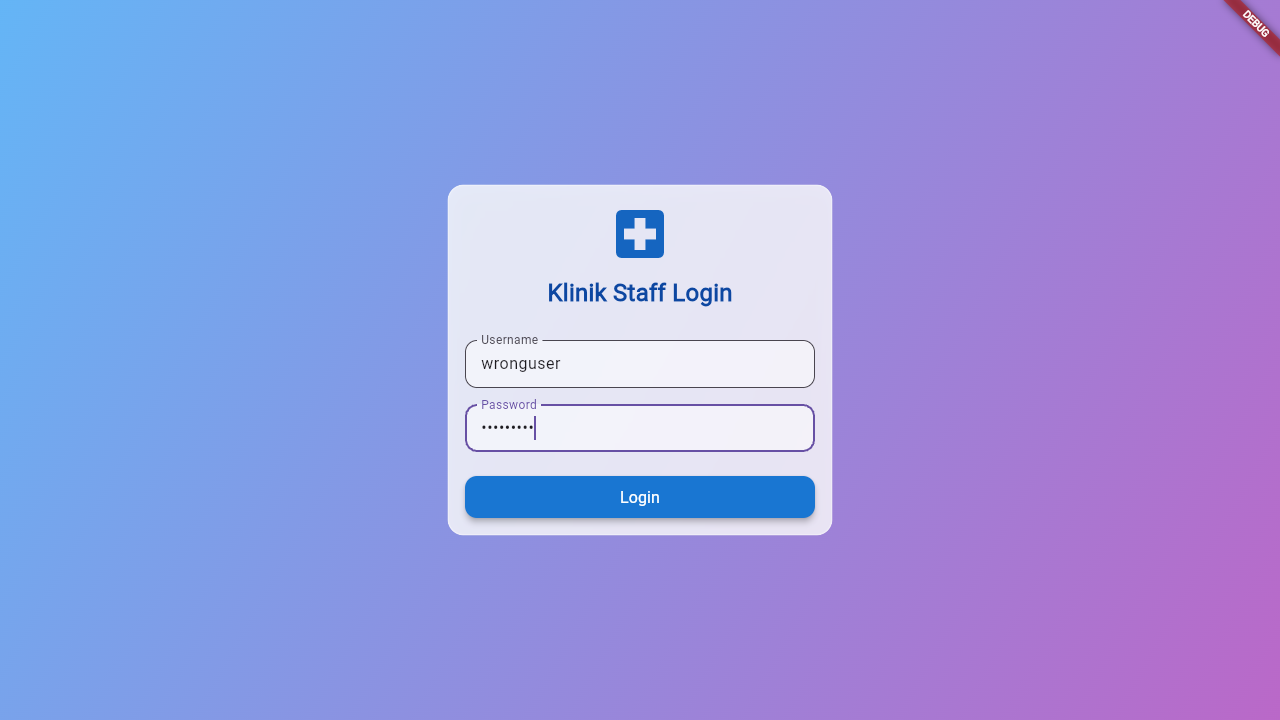 DEBUG
Klinik Staff Login
Username
wronguser
Password
•••••••••
Login